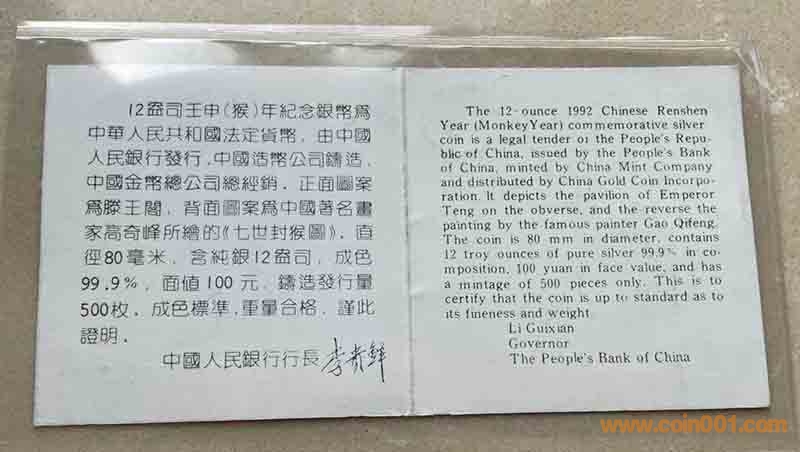 12盎司壬申(猴)年紀念銀幣為
中華人民共和國法定貨幣，由中國
人民銀行發行，中國造幣公司鑄造，
中國金幣總公司總經銷．正面圖案
為滕王閣，背面圖案為中國著名畫
家高奇峰所繪的《七世封猴圖》．直
徑80毫米，含純銀12盎司，成色
99.9%，面值100元，鑄造發行量
500枚．成色標準，重量合格，謹此
證明．
中國人民銀行行長 李貴鮮
The 12-ounce 1992 Chinese Renshen
Year (MonkeyYear) commemorative silver
coin is a legal tender of the People's Repu-
blic of China, issued by the People's Bank
of China, minted by China Mint Company
and distributed by China Gold Coin Incorpo-
ration. It depicts the pavilion of Emperor
Teng on the obverse, and the reverse the
painting by the famous painter Gao Qifeng.
The coin is 80 mm in diameter, contains
12 troy ounces of pure silver 99.9% in co-
mposition, 100 yuan in face value, and has
a mintage of 500 pieces only. This is to
certify that the coin is up to standard as to
its fineness and weight
Li Guixian
Governor
The People's Bank of China
www.coin001.com